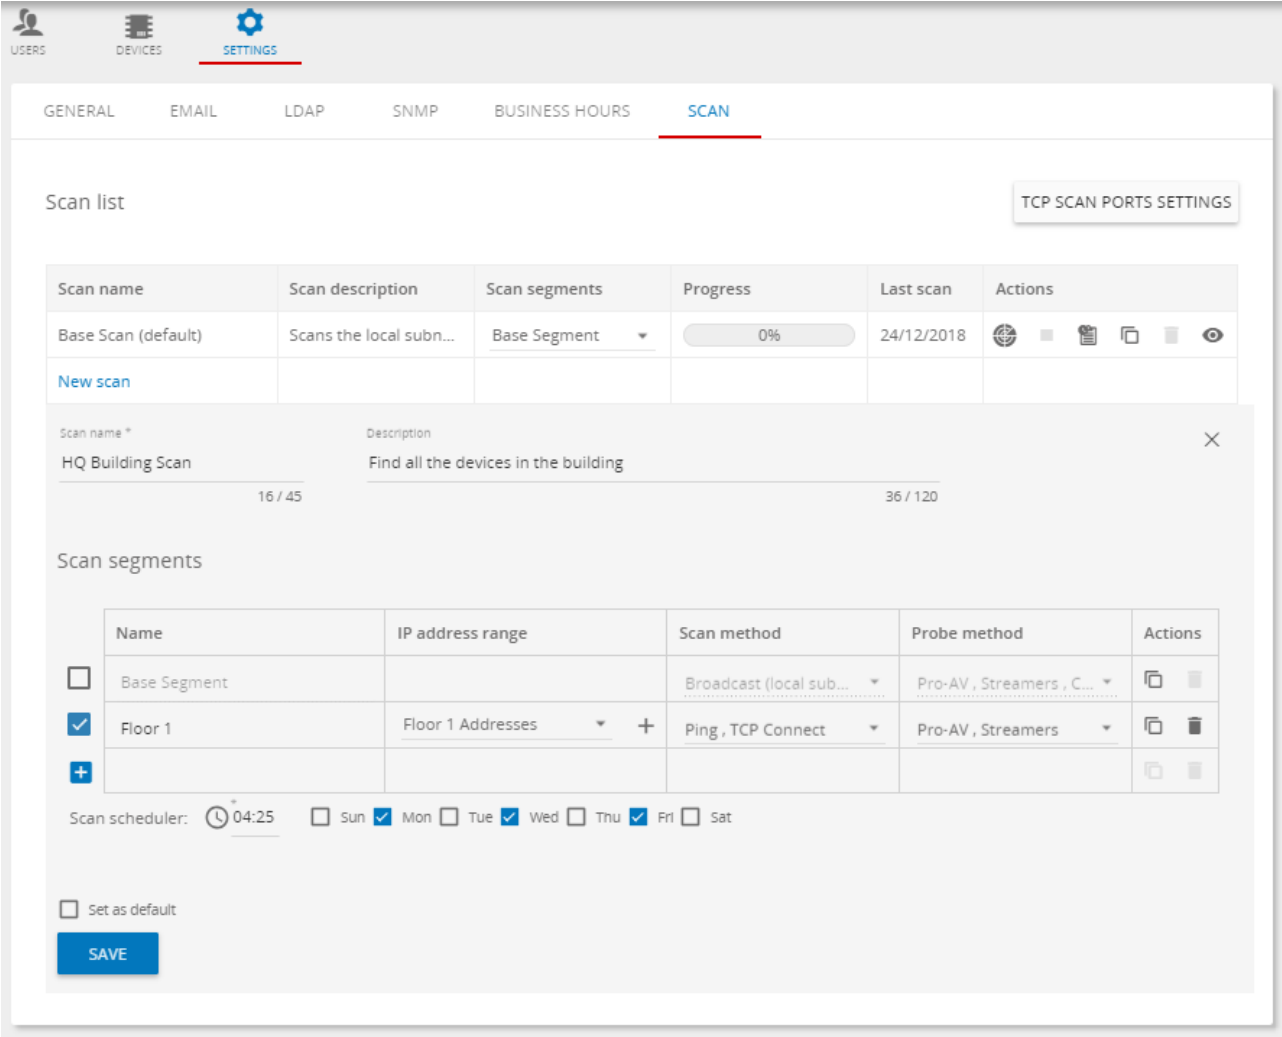 USERS DEVICES SETTINGS
GENERAL EMAIL LDAP SNMP BUSINESS HOURS SCAN
Scan list TCP SCAN PORTS SETTINGS
Scan name Scan description Scan segments Progress Last scan Actions
Base Scan (default) Scans the local subn... Base Segment 0% 24/12/2018
New scan
Scan name * Description
HQ Building Scan Find all the devices in the building
16 / 45 36 / 120
Scan segments
Name IP address range Scan method Probe method Actions
Base Segment Broadcast (local sub... Pro-AV , Streamers , C...
Floor 1 Floor 1 Addresses Ping , TCP Connect Pro-AV , Streamers
Scan scheduler: * 04:25 Sun Mon Tue Wed Thu Fri Sat
Set as default
SAVE